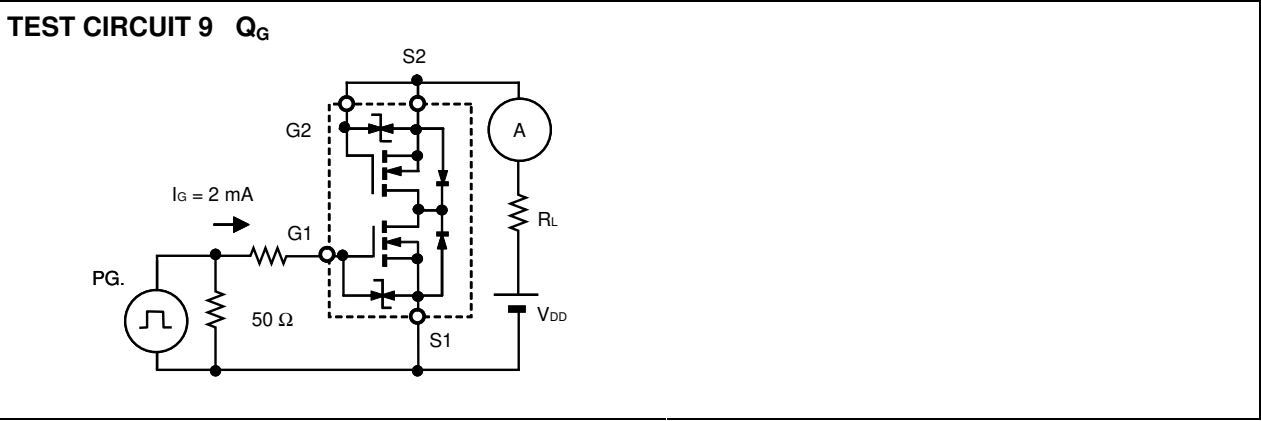 TEST CIRCUIT 9 QG
S2
G2
A
IG = 2 mA
RL
G1
PG.
50 Ω
VDD
S1